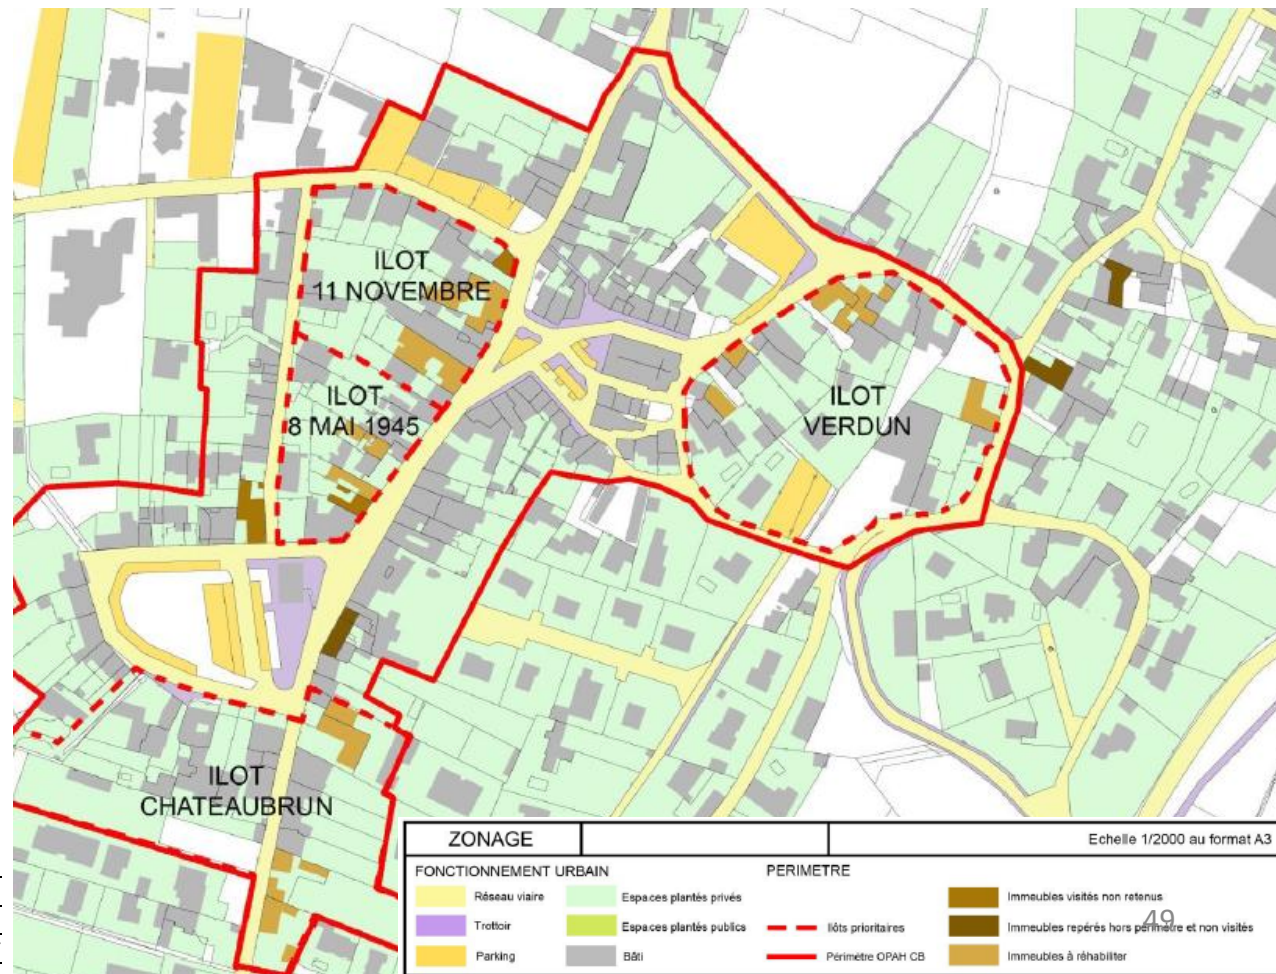 ILOT
11 NOVEMBRE
ILOT
8 MAI 1945
ILOT
VERDUN
ILOT
CHATEAUBRUN
ZONAGE
Echelle 1/2000 au format A3
FONCTIONNEMENT URBAIN
PERIMETRE
Réseau viaire
Espaces plantés privés
Immeubles visités non retenus
Trottoir
Espaces plantés publics
Ilôts prioritaires
Immeubles repérés hors périmètre et non visités
49
Parking
Bâti
Périmètre OPAH CB
Immeubles à réhabiliter